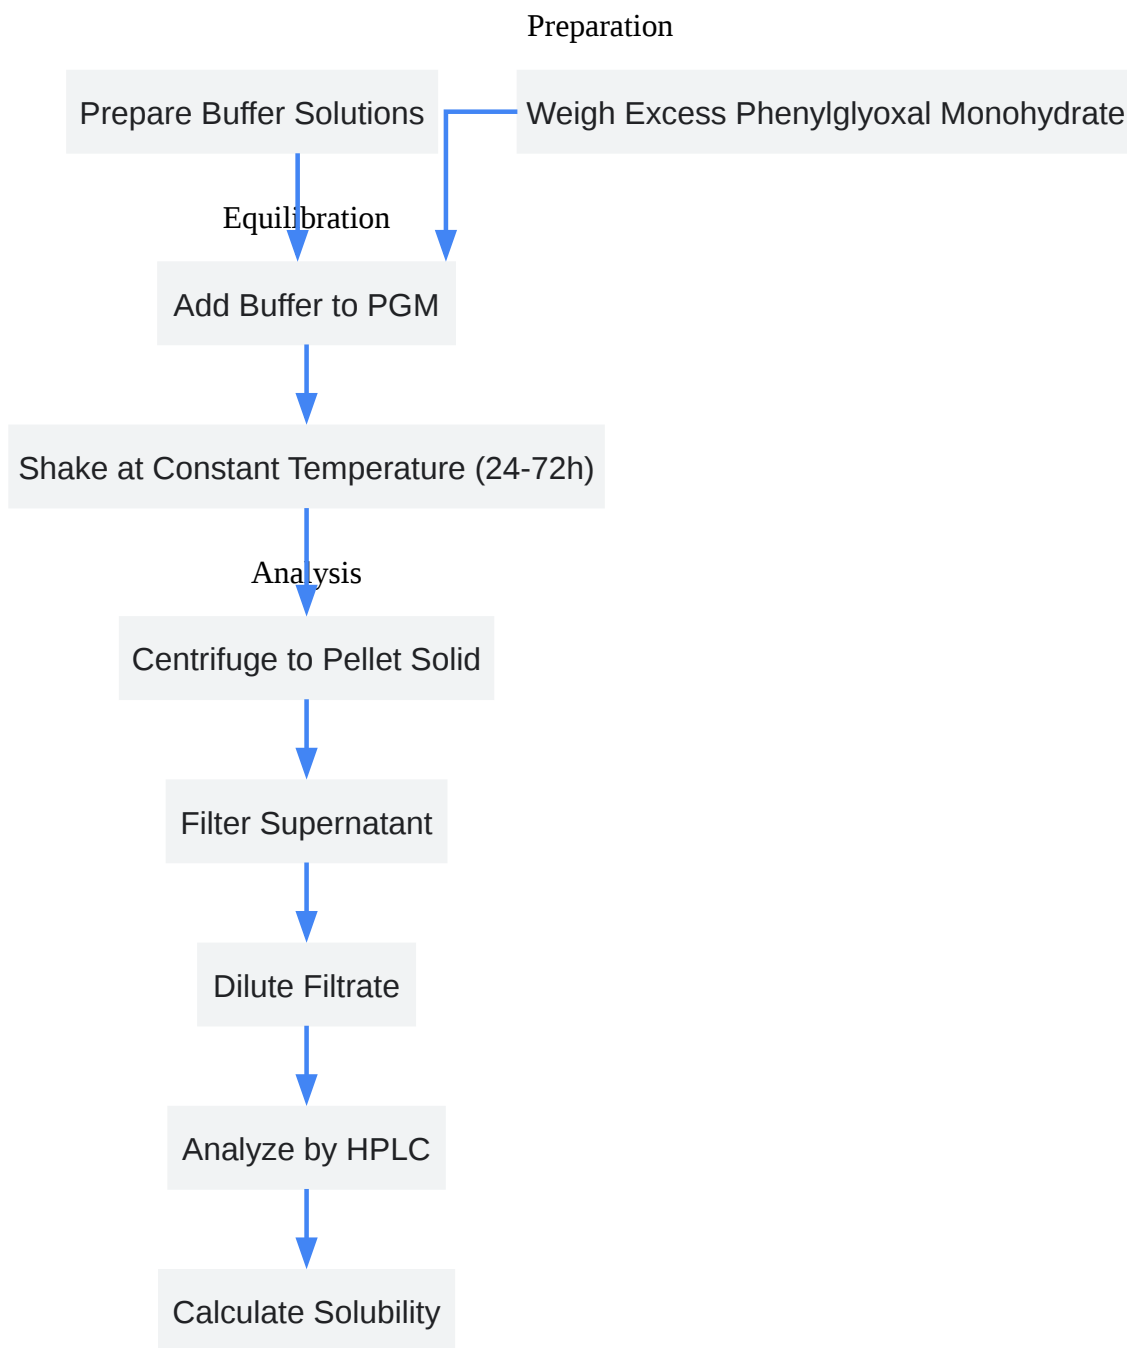 Preparation
Prepare Buffer Solutions
Weigh Excess Phenylglyoxal Monohydrate
Equilibration
Add Buffer to PGM
Shake at Constant Temperature (24-72h)
Analysis
Centrifuge to Pellet Solid
Filter Supernatant
Dilute Filtrate
Analyze by HPLC
Calculate Solubility